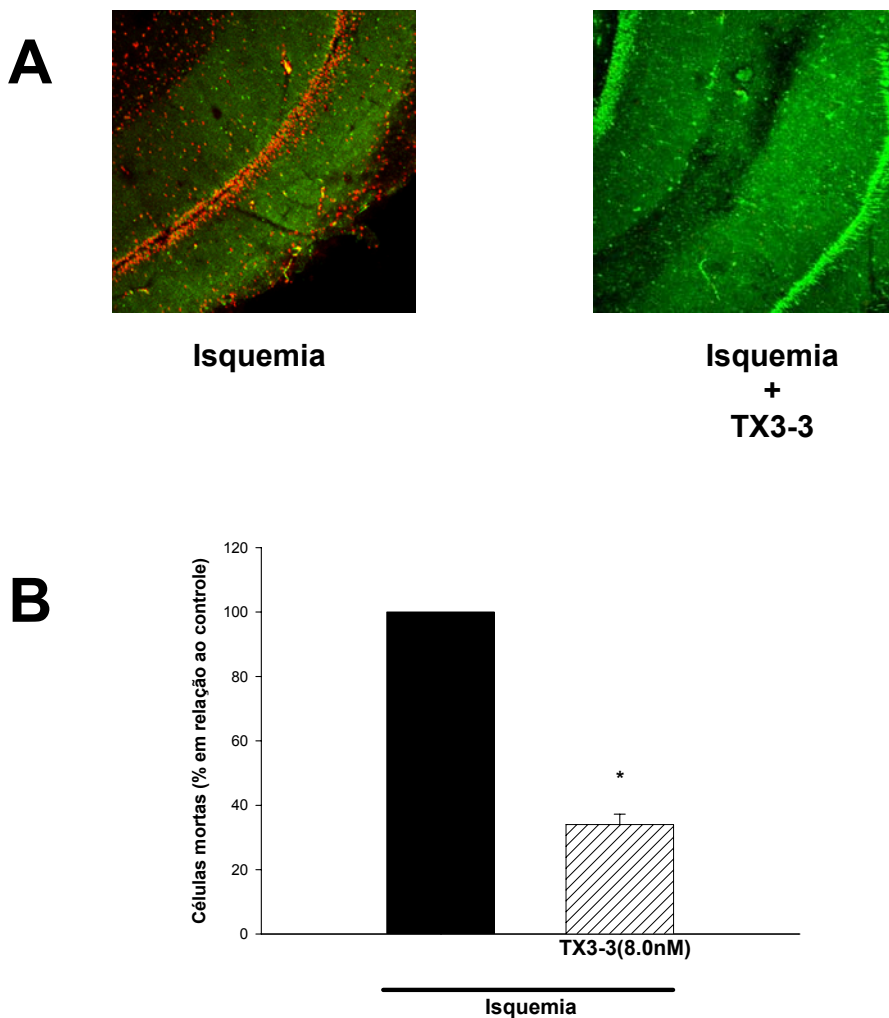 A
Isquemia
Isquemia
+
TX3-3
B
Células mortas (% em relação ao controle)
120
100
80
60
40
20
0
*
TX3-3(8.0nM)
Isquemia